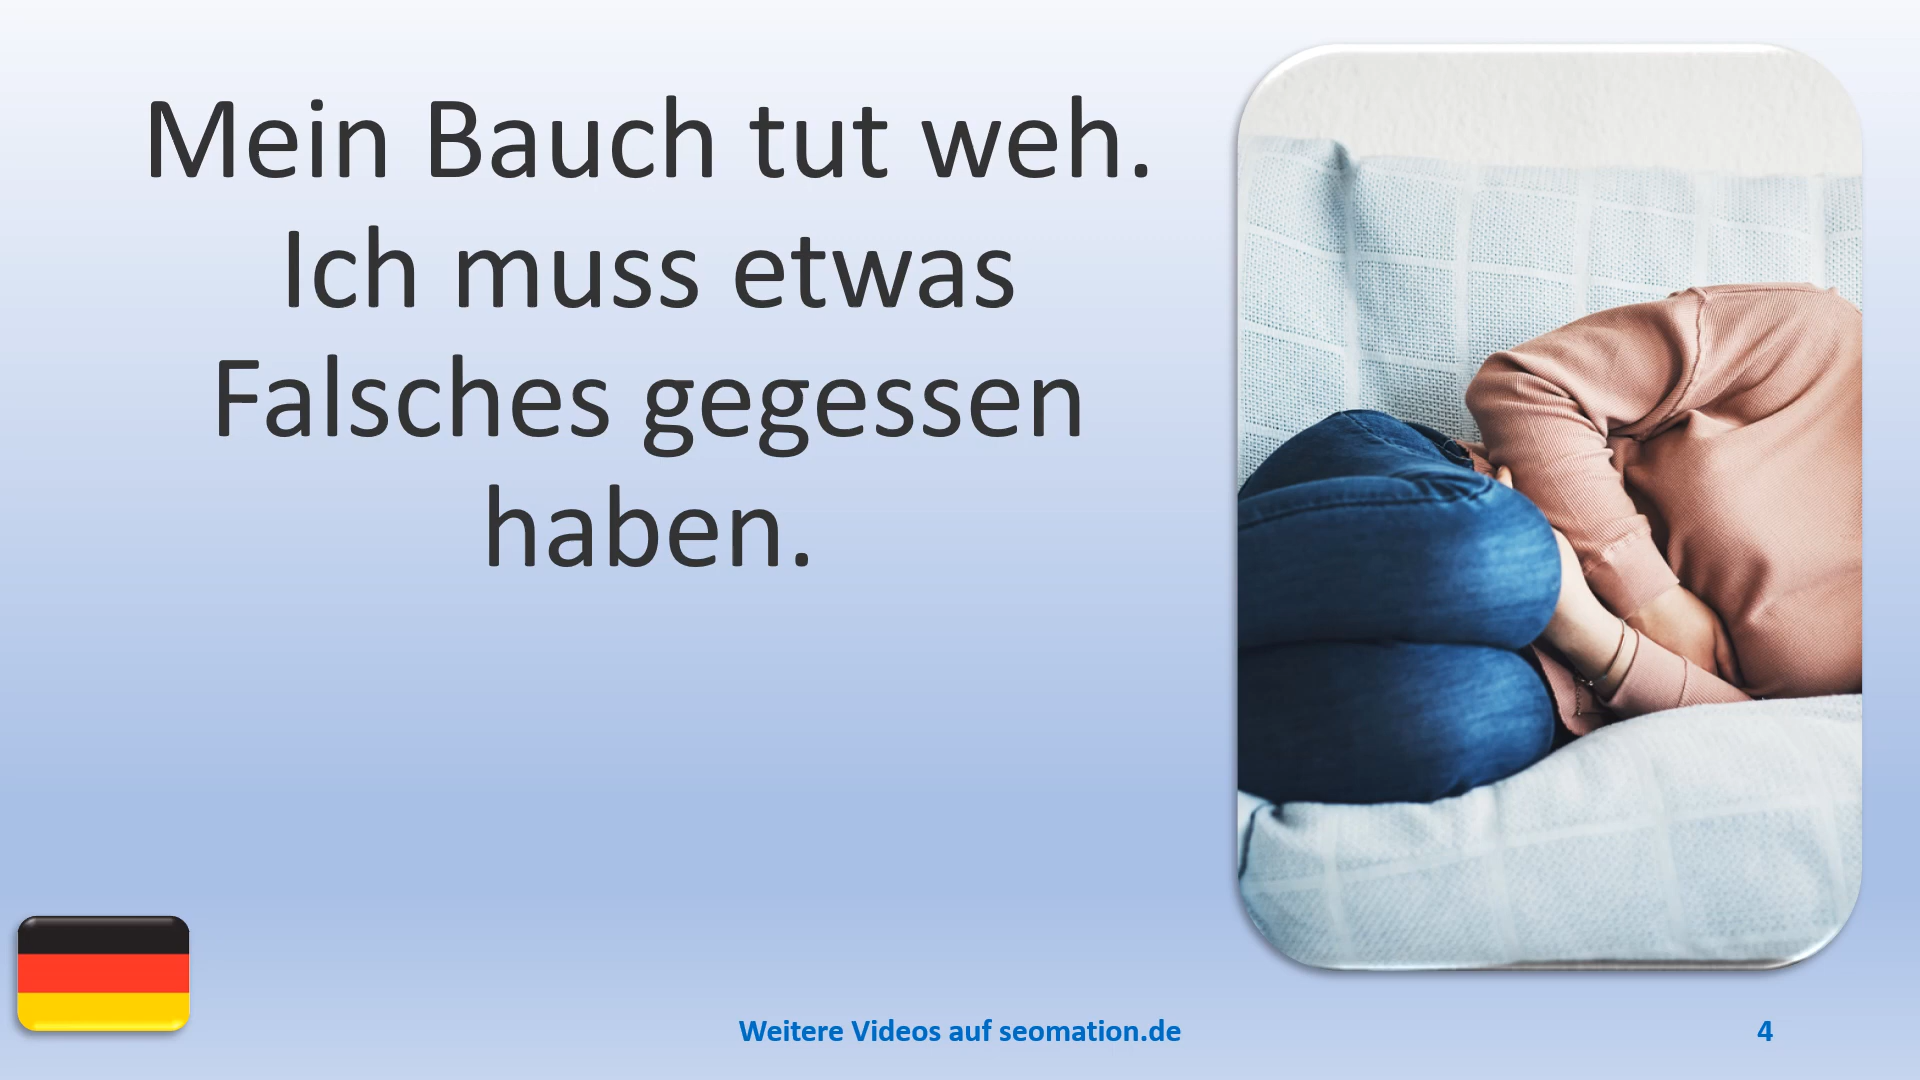 Mein Bauch tut weh.
Ich muss etwas
Falsches gegessen
haben.
Weitere Videos auf seomation.de
4